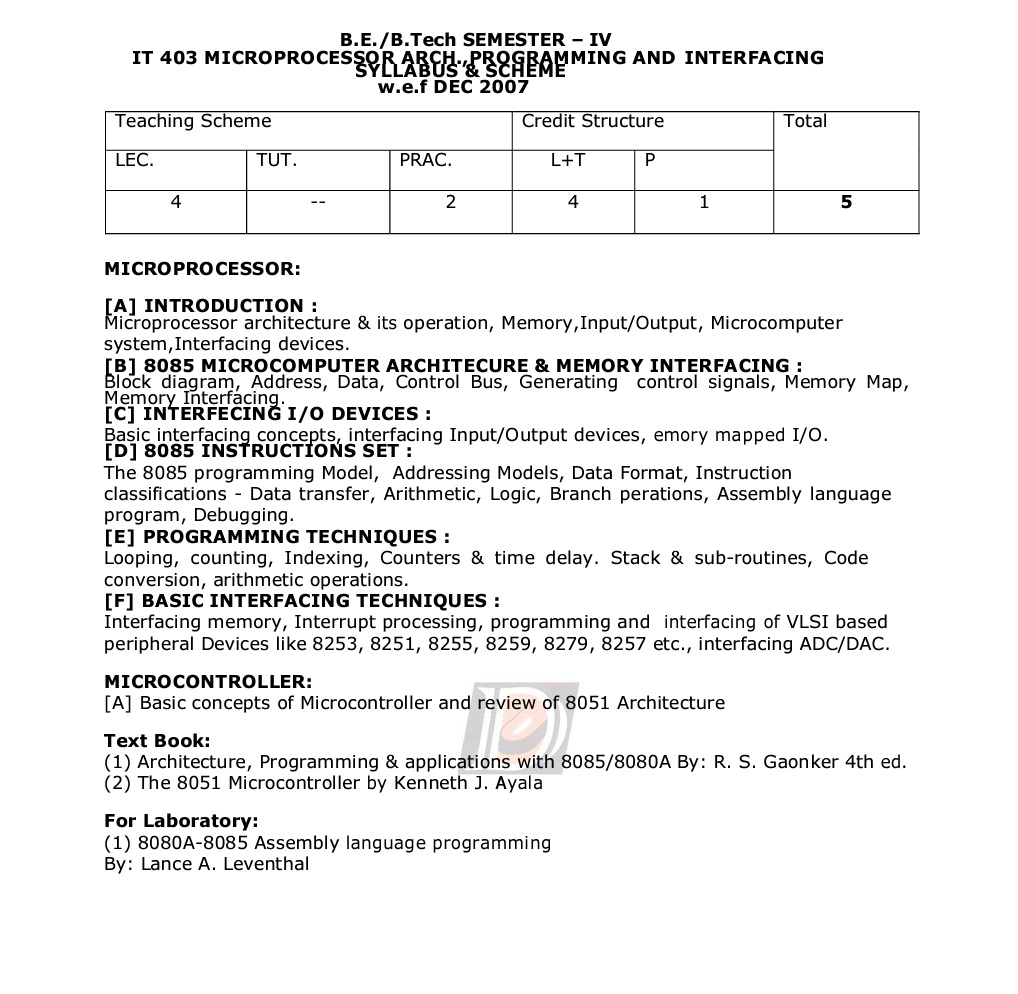 B.E./B.Tech SEMESTER – IV
IT 403 MICROPROCESSOR ARCH.,PROGRAMMING AND INTERFACING
SYLLABUS & SCHEME
w.e.f DEC 2007
Teaching Scheme Credit Structure Total
LEC. TUT. PRAC. L+T P
4 -- 2 4 1 5
MICROPROCESSOR:
[A] INTRODUCTION :
Microprocessor architecture & its operation, Memory,Input/Output, Microcomputer
system,Interfacing devices.
[B] 8085 MICROCOMPUTER ARCHITECURE & MEMORY INTERFACING :
Block diagram, Address, Data, Control Bus, Generating control signals, Memory Map,
Memory Interfacing.
[C] INTERFECING I/O DEVICES :
Basic interfacing concepts, interfacing Input/Output devices, emory mapped I/O.
[D] 8085 INSTRUCTIONS SET :
The 8085 programming Model, Addressing Models, Data Format, Instruction
classifications - Data transfer, Arithmetic, Logic, Branch perations, Assembly language
program, Debugging.
[E] PROGRAMMING TECHNIQUES :
Looping, counting, Indexing, Counters & time delay. Stack & sub-routines, Code
conversion, arithmetic operations.
[F] BASIC INTERFACING TECHNIQUES :
Interfacing memory, Interrupt processing, programming and interfacing of VLSI based
peripheral Devices like 8253, 8251, 8255, 8259, 8279, 8257 etc., interfacing ADC/DAC.
MICROCONTROLLER:
[A] Basic concepts of Microcontroller and review of 8051 Architecture
Text Book:
(1) Architecture, Programming & applications with 8085/8080A By: R. S. Gaonker 4th ed.
(2) The 8051 Microcontroller by Kenneth J. Ayala
For Laboratory:
(1) 8080A-8085 Assembly language programming
By: Lance A. Leventhal